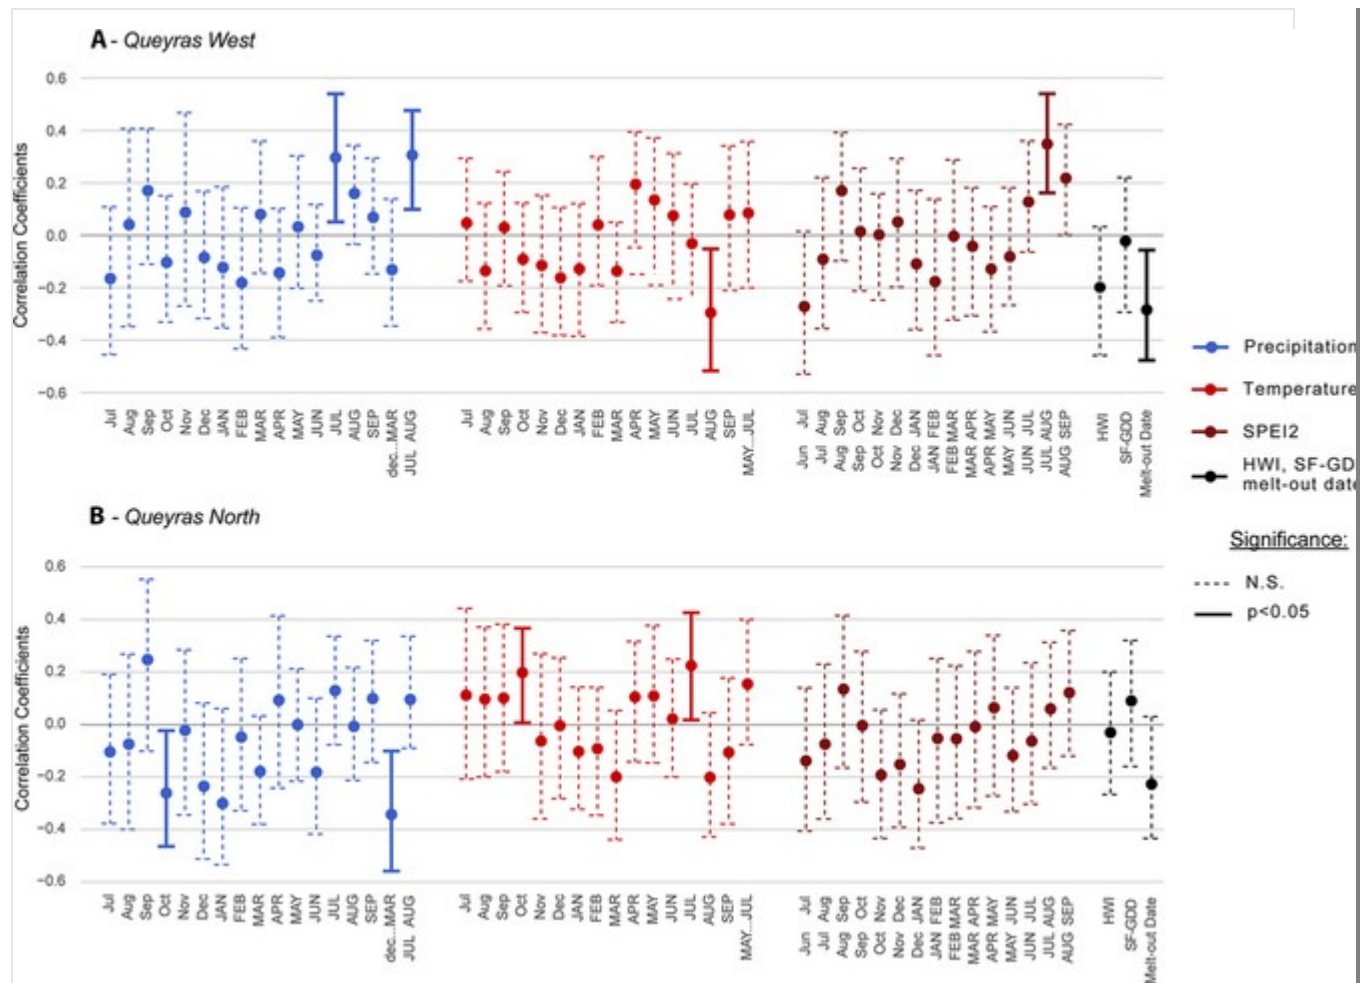 A - Queyras West
Correlation Coefficients
0.6
0.4
0.2
0.0
−0.2
−0.4
−0.6
Jul
Aug
Sep
Oct
Nov
Dec
JAN
FEB
MAR
APR
MAY
JUN
JUL
AUG
SEP
dec...MAR
JUL AUG
Jul
Aug
Sep
Oct
Nov
Dec
JAN
FEB
MAR
APR
MAY
JUN
JUL
AUG
SEP
MAY...JUL
Jun Jul
Jul Aug
Aug Sep
Sep Oct
Oct Nov
Nov Dec
Dec JAN
JAN FEB
FEB MAR
MAR APR
APR MAY
MAY JUN
JUN JUL
JUL AUG
AUG SEP
HWI
SF-GDD
Melt-out Date
Precipitation
Temperature
SPEI2
HWI, SF-GD
melt-out date
Significance:
N.S.
p<0.05
B - Queyras North
Correlation Coefficients
0.6
0.4
0.2
0.0
−0.2
−0.4
−0.6
Jul
Aug
Sep
Oct
Nov
Dec
JAN
FEB
MAR
APR
MAY
JUN
JUL
AUG
SEP
dec...MAR
JUL AUG
Jul
Aug
Sep
Oct
Nov
Dec
JAN
FEB
MAR
APR
MAY
JUN
JUL
AUG
SEP
MAY...JUL
Jun Jul
Jul Aug
Aug Sep
Sep Oct
Oct Nov
Nov Dec
Dec JAN
JAN FEB
FEB MAR
MAR APR
APR MAY
MAY JUN
JUN JUL
JUL AUG
AUG SEP
HWI
SF-GDD
Melt-out Date